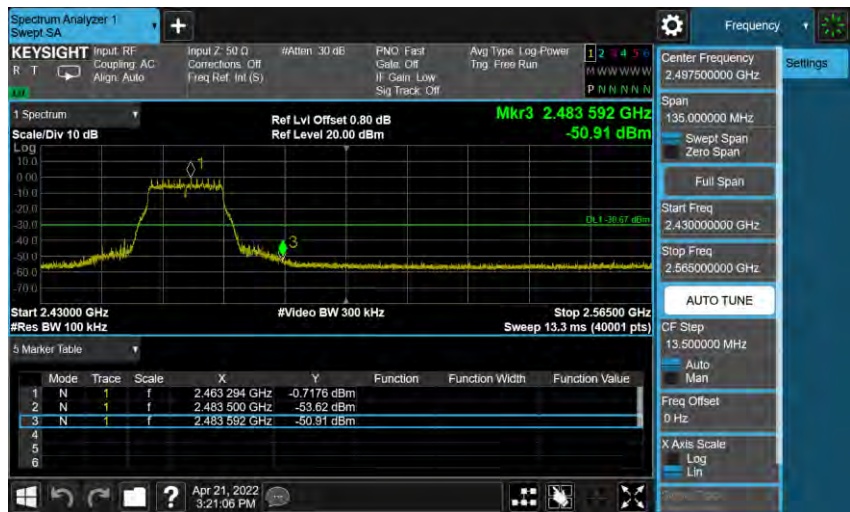 Spectrum Analyzer 1
Swept SA
+
Frequency
KEYSIGHT
R T
Input: RF
Coupling: AC
Align: Auto
Input Z: 50 Ω
Corrections: Off
Freq Ref: Int (S)
#Atten: 30 dB
PNO: Fast
Gate: Off
IF Gain: Low
Sig Track: Off
Avg Type: Log-Power
Trig: Free Run
1 2 3 4 5 6
M W W W W W
P N N N N N
1 Spectrum
Scale/Div 10 dB
Ref Lvl Offset 0.80 dB
Ref Level 20.00 dBm
Mkr3 2.483 592 GHz
-50.91 dBm
Log
10.0
0.00
-10.0
-20.0
-30.0
-40.0
-50.0
-60.0
-70.0
1
3
DL1 -30.67 dBm
Start 2.43000 GHz
#Res BW 100 kHz
#Video BW 300 kHz
Stop 2.56500 GHz
Sweep 13.3 ms (40001 pts)
5 Marker Table
Mode Trace Scale X Y Function Function Width Function Value
1 N 1 f 2.463 294 GHz -0.7176 dBm
2 N 1 f 2.483 500 GHz -53.62 dBm
3 N 1 f 2.483 592 GHz -50.91 dBm
4
5
6
?
Apr 21, 2022
3:21:06 PM
Center Frequency
2.497500000 GHz
Settings
Span
135.000000 MHz
Swept Span
Zero Span
Full Span
Start Freq
2.430000000 GHz
Stop Freq
2.565000000 GHz
AUTO TUNE
CF Step
13.500000 MHz
Auto
Man
Freq Offset
0 Hz
X Axis Scale
Log
Lin